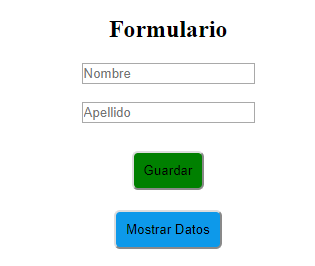 Formulario
Nombre
Apellido
Guardar
Mostrar Datos